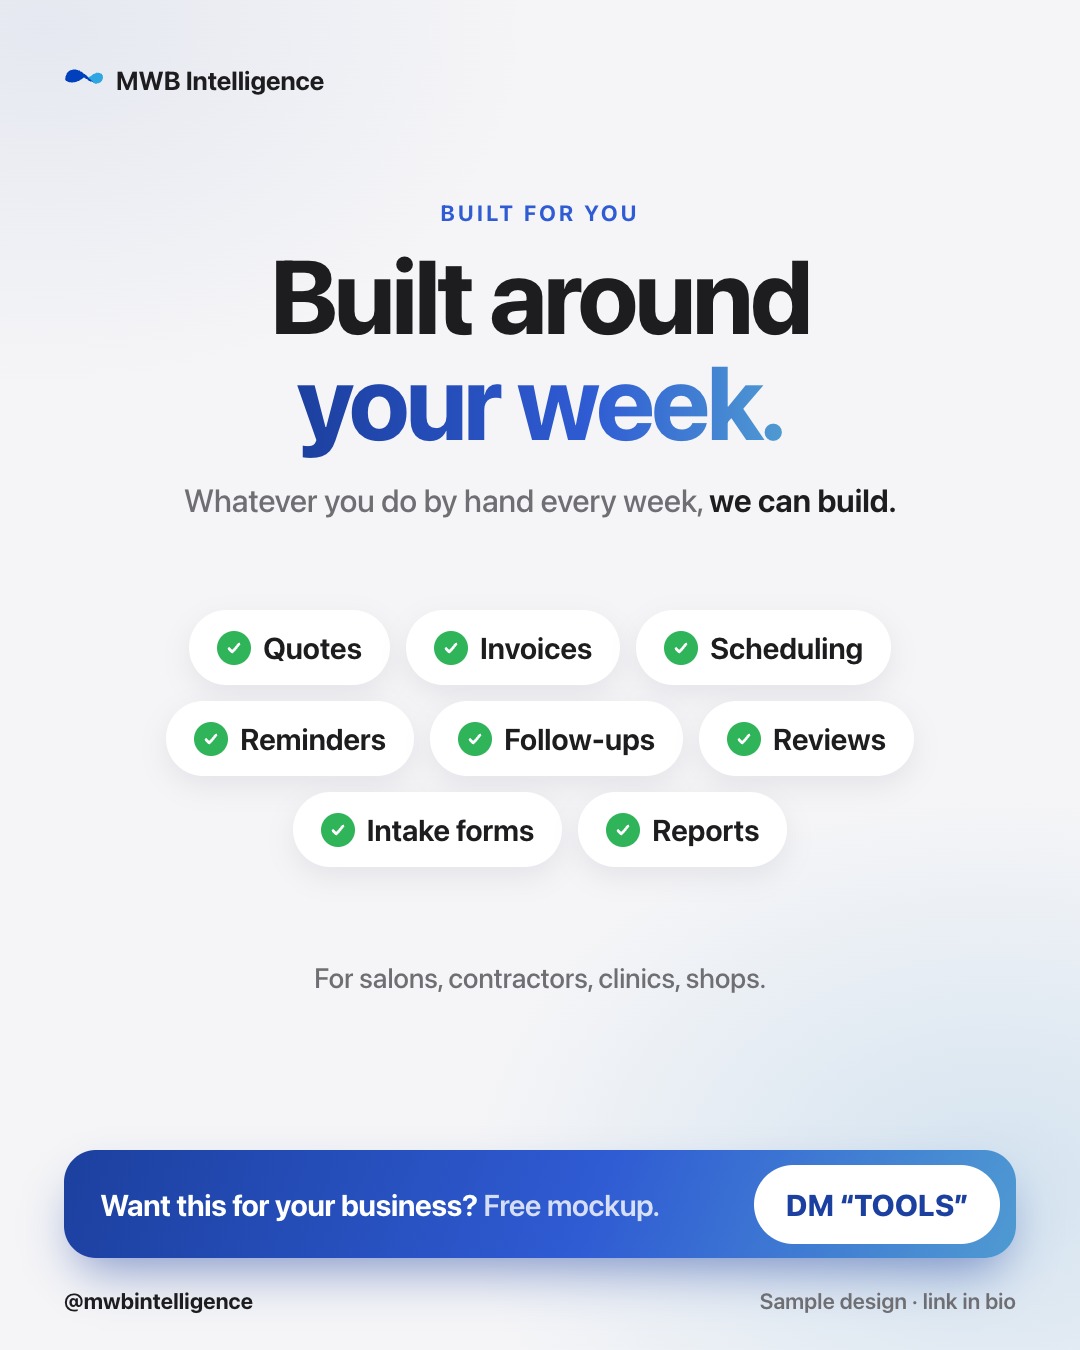 MWB Intelligence
BUILT FOR YOU
Built around
your week.
Whatever you do by hand every week, we can build.
Quotes
Invoices
Scheduling
Reminders
Follow-ups
Reviews
Intake forms
Reports
For salons, contractors, clinics, shops.
Want this for your business? Free mockup.
DM “TOOLS”
@mwbintelligence
Sample design · link in bio